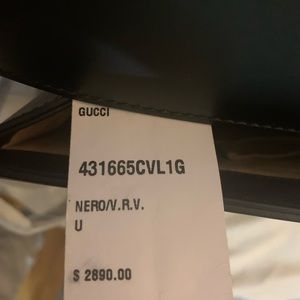 GUCCI
431665CVL1G
NERO/V.R.V.
U
$ 2890.00